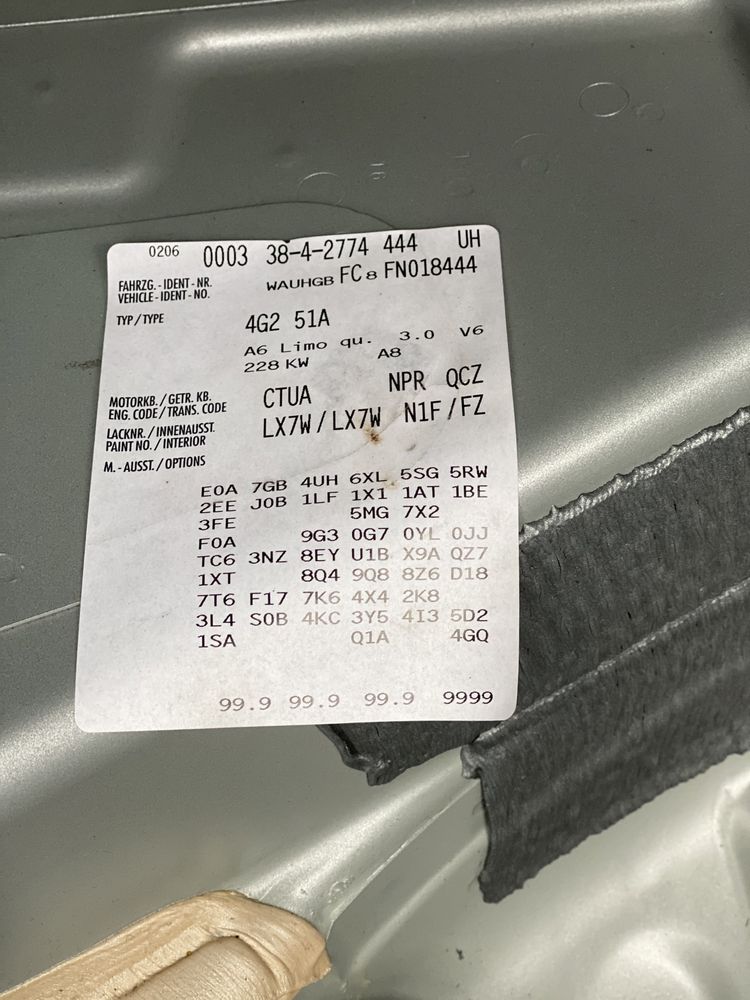 0206 0003 38-4-2774 444 UH
FAHRZG. - IDENT - NR.
VEHICLE - IDENT - NO.
WAUHGB FC 8 FN018444
TYP / TYPE
4G2 51A
A6 Limo qu. 3.0 V6
228 KW A8
MOTORKB. / GETR. KB.
ENG. CODE / TRANS. CODE
CTUA NPR QCZ
LACKNR. / INNENAUSST.
PAINT NO. / INTERIOR
LX7W / LX7W N1F / FZ
M. - AUSST. / OPTIONS
E0A 7GB 4UH 6XL 5SG 5RW
2EE J0B 1LF 1X1 1AT 1BE
3FE 5MG 7X2
F0A 9G3 0G7 0YL 0JJ
TC6 3NZ 8EY U1B X9A QZ7
1XT 8Q4 9Q8 8Z6 D18
7T6 F17 7K6 4X4 2K8
3L4 S0B 4KC 3Y5 4I3 5D2
1SA Q1A 4GQ
99.9 99.9 99.9 9999